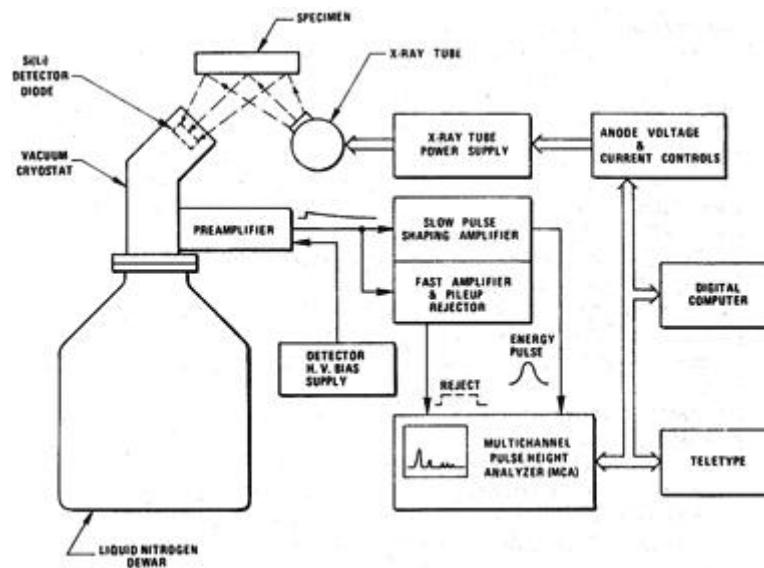 SPECIMEN
Si(Li)
DETECTOR
DIODE
X-RAY TUBE
VACUUM
CRYOSTAT
X-RAY TUBE
POWER SUPPLY
ANODE VOLTAGE
&
CURRENT CONTROLS
PREAMPLIFIER
SLOW PULSE
SHAPING AMPLIFIER
FAST AMPLIFIER
& PILEUP
REJECTOR
DIGITAL
COMPUTER
DETECTOR
H. V. BIAS
SUPPLY
REJECT
ENERGY
PULSE
MULTICHANNEL
PULSE HEIGHT
ANALYZER (MCA)
TELETYPE
LIQUID NITROGEN
DEWAR